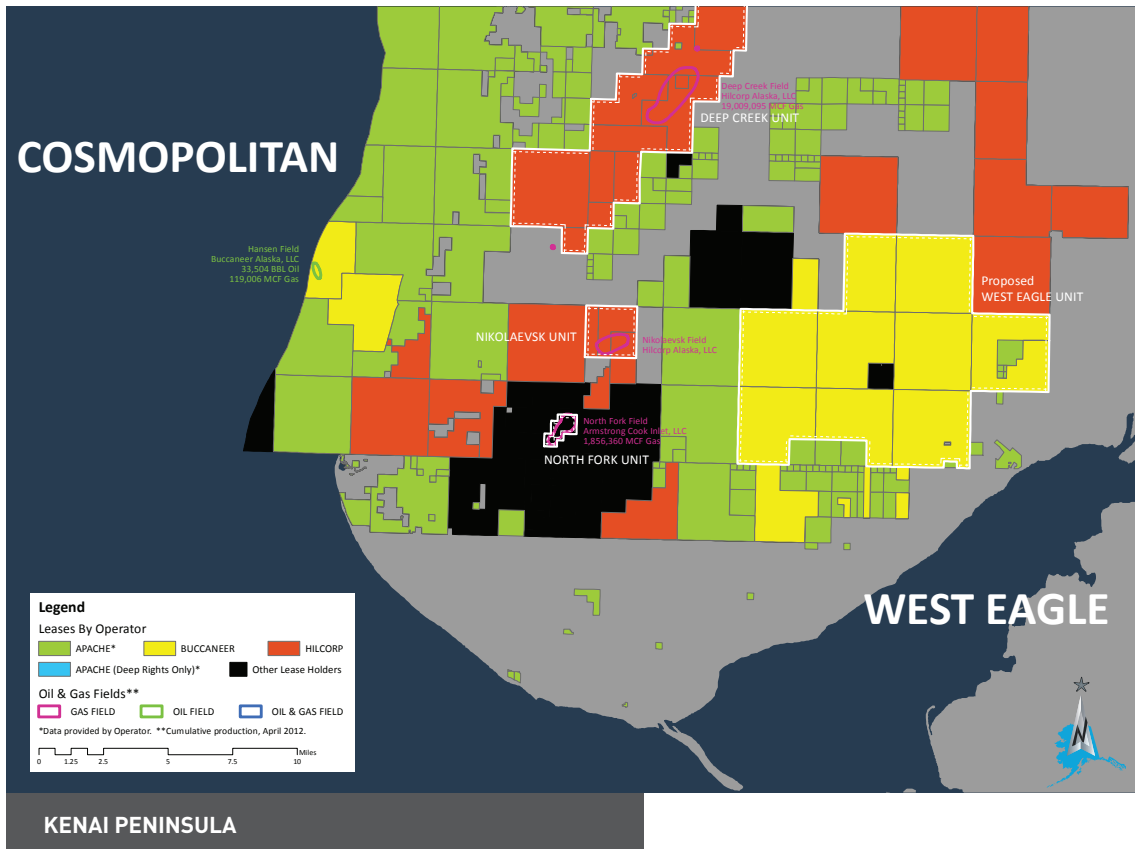 COSMOPOLITAN
Deep Creek Field
Hilcorp Alaska, LLC
19,009,095 MCF Gas
DEEP CREEK UNIT
Hansen Field
Buccaneer Alaska, LLC
33,504 BBL Oil
119,006 MCF Gas
Proposed
WEST EAGLE UNIT
NIKOLAEVSK UNIT
Nikolaevsk Field
Hilcorp Alaska, LLC
North Fork Field
Armstrong Cook Inlet, LLC
1,856,360 MCF Gas
NORTH FORK UNIT
WEST EAGLE
Legend
Leases By Operator
APACHE* BUCCANEER HILCORP
APACHE (Deep Rights Only)* Other Lease Holders
Oil & Gas Fields**
GAS FIELD OIL FIELD OIL & GAS FIELD
*Data provided by Operator. **Cumulative production, April 2012.
Miles
0 1.25 2.5 5 7.5 10
N
KENAI PENINSULA